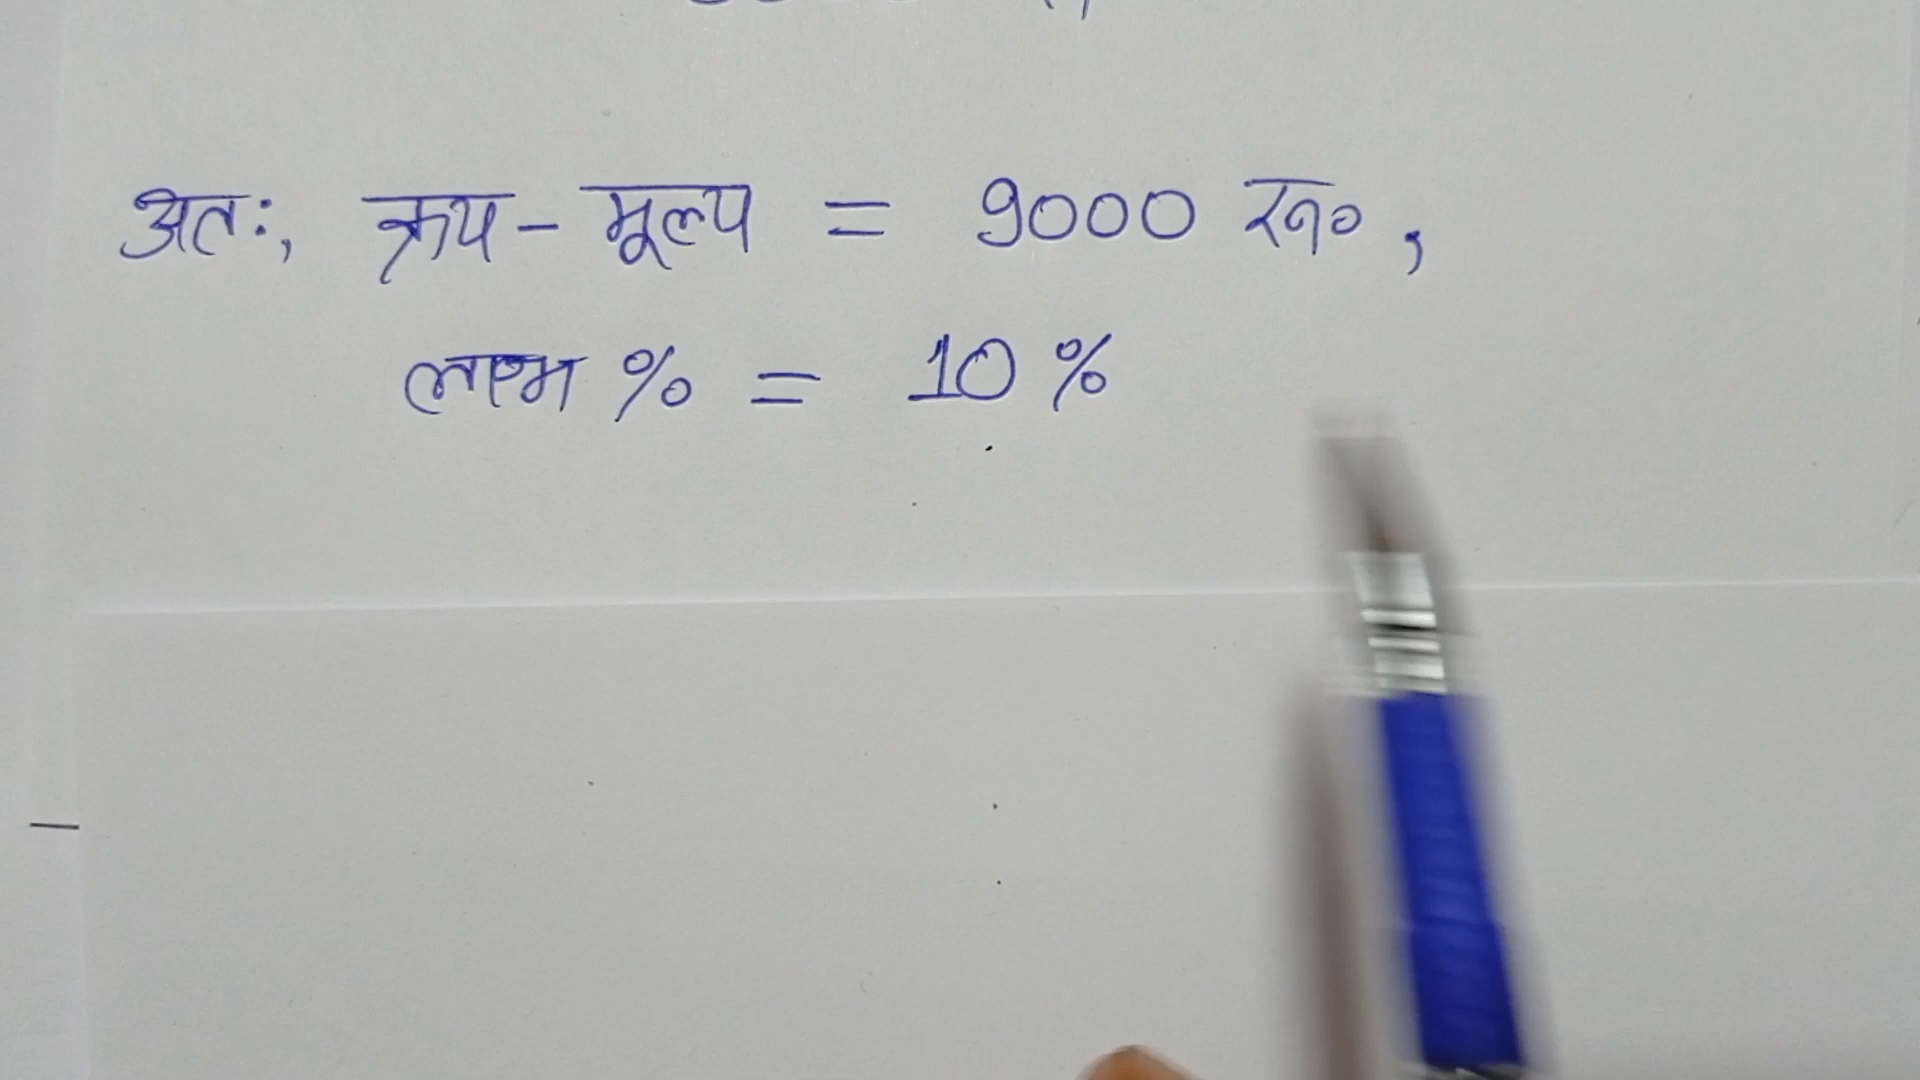 अतः, क्रय - मूल्य = 9000 रु०,
लाभ % = 10 %